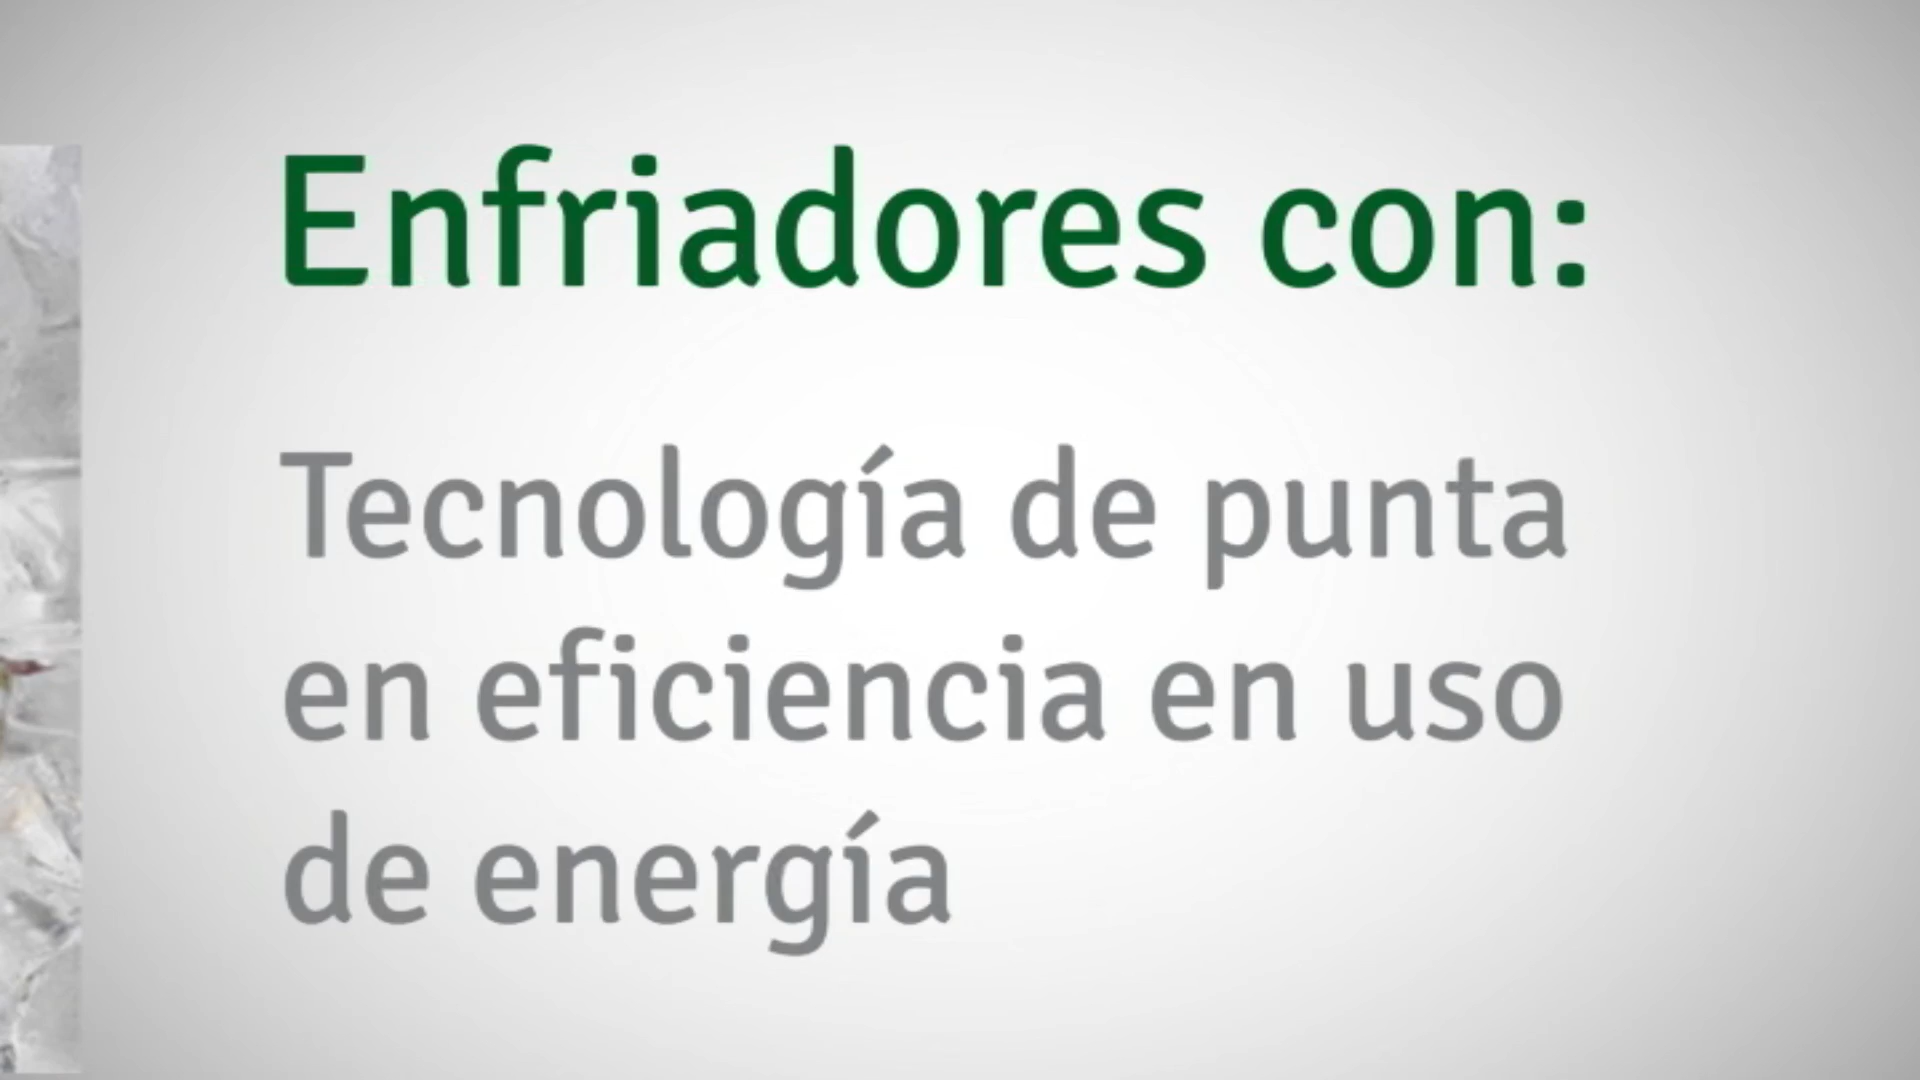 Enfriadores con:
Tecnología de punta
en eficiencia en uso
de energía